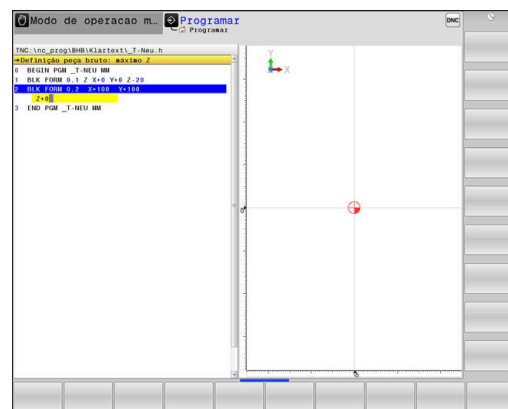 Modo de operacao m...
Programar
Programar
DNC
TNC:\nc_prog\BHB\Klartext\_T-Neu.h
→Definição peça bruto: máximo Z
0 BEGIN PGM _T-NEU MM
1 BLK FORM 0.1 Z X+0 Y+0 Z-20
2 BLK FORM 0.2 X+100 Y+100
Z+0
3 END PGM _T-NEU MM
Y
X
0
0